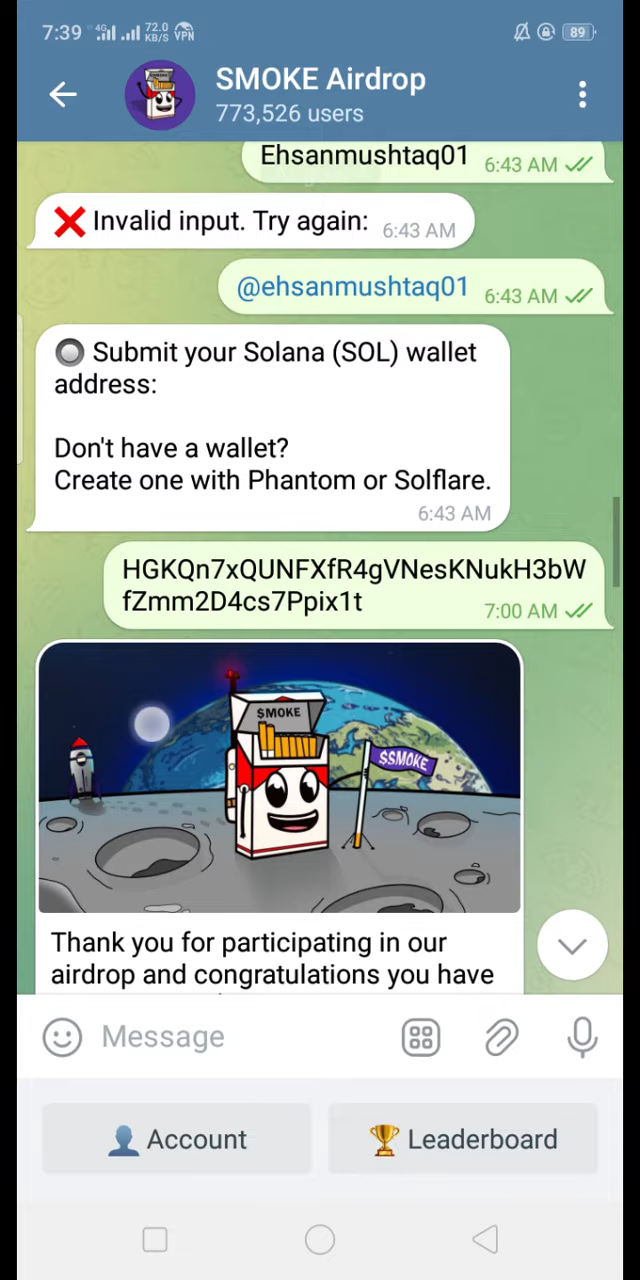 7:39 4G 72.0 KB/S VPN 89
SMOKE Airdrop
773,526 users
Ehsanmushtaq01 6:43 AM
❌ Invalid input. Try again: 6:43 AM
@ehsanmushtaq01 6:43 AM
🔘 Submit your Solana (SOL) wallet
address:
Don't have a wallet?
Create one with Phantom or Solflare.
6:43 AM
HGKQn7xQUNFXfR4gVNesKNukH3bW
fZmm2D4cs7Ppix1t 7:00 AM
$MOKE
$SMOKE
Thank you for participating in our
airdrop and congratulations you have
Message
👤 Account
🏆 Leaderboard